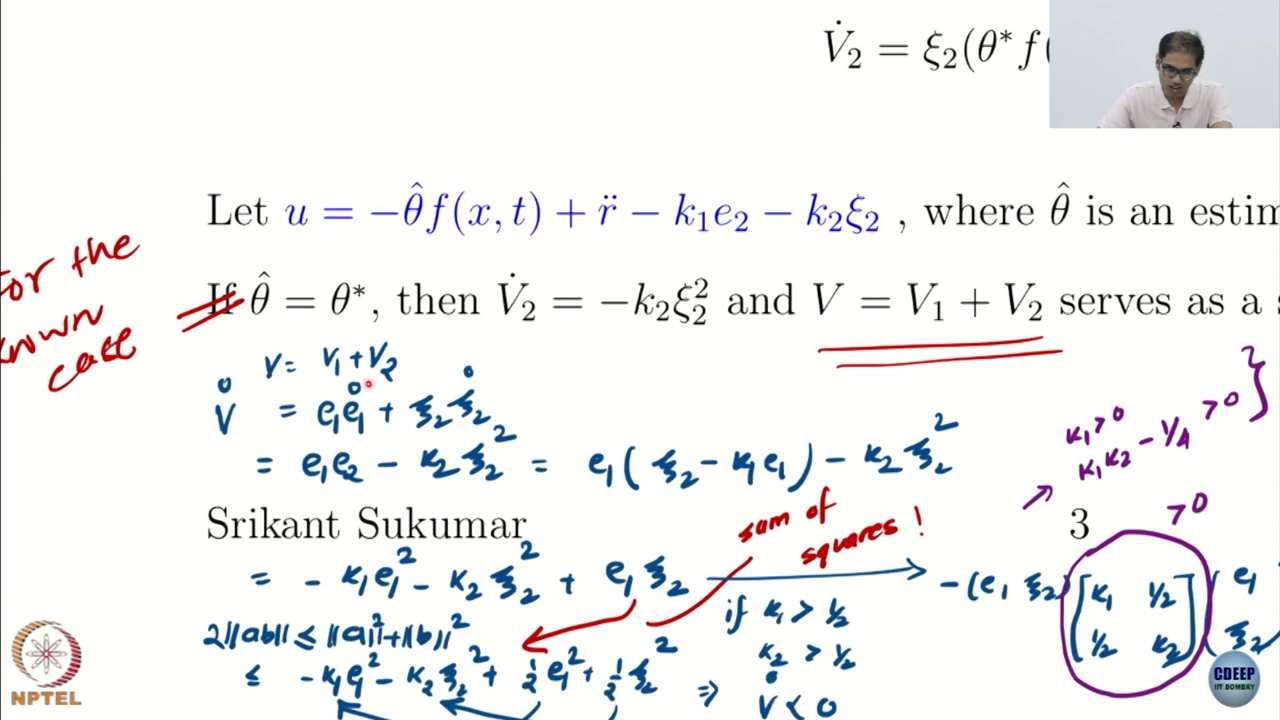 V̇₂ = ξ₂(θ* f(
Let u = −θ̂f(x, t) + r̈ − k₁e₂ − k₂ξ₂ , where θ̂ is an estim
For the
known
case
If θ̂ = θ*, then V̇₂ = −k₂ξ₂² and V = V₁ + V₂ serves as a s
V = V₁ + V₂
V̇ = e₁ė₁ + ξ₂ξ̇₂
= e₁e₂ − k₂ξ₂² = e₁(ξ₂ − k₁e₁) − k₂ξ₂²
k₁ > 0
k₁k₂ − 1/4 > 0 }
Srikant Sukumar
3
sum of
squares !
> 0
= − k₁e₁² − k₂ξ₂² + e₁ξ₂ → −(e₁ ξ₂) [k₁ 1/2
1/2 k₂] (e₁
ξ₂
if k₁ > 1/2
k₂ > 1/2
2||ab|| ≤ ||a||² + ||b||²
≤ − k₁e₁² − k₂ξ₂² + ½e₁² + ½ξ₂² ⇒ V̇ < 0
NPTEL
CDEEP
IIT BOMBAY